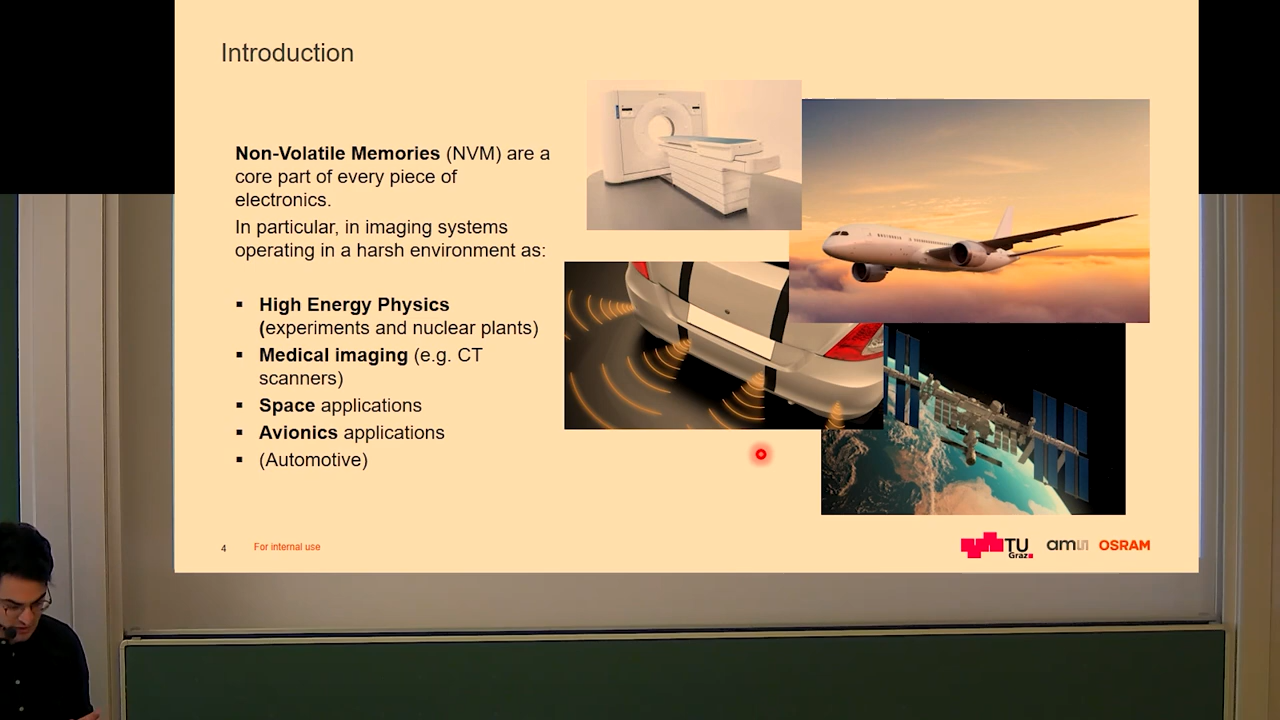 Introduction
Non-Volatile Memories (NVM) are a
core part of every piece of
electronics.
In particular, in imaging systems
operating in a harsh environment as:
▪ High Energy Physics
(experiments and nuclear plants)
▪ Medical imaging (e.g. CT
scanners)
▪ Space applications
▪ Avionics applications
▪ (Automotive)
4 For internal use
TU
Graz
am OSRAM